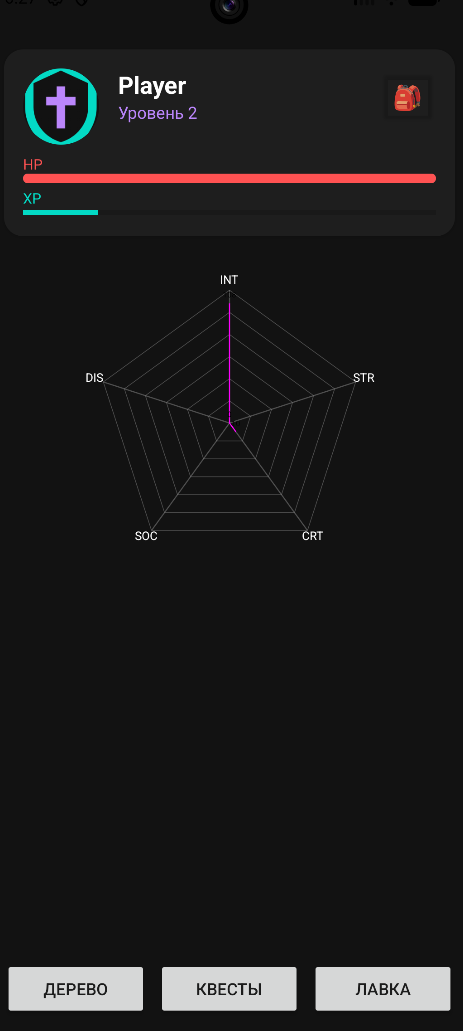 Player
Уровень 2
HP
XP
INT
DIS
STR
SOC
CRT
ДЕРЕВО
КВЕСТЫ
ЛАВКА